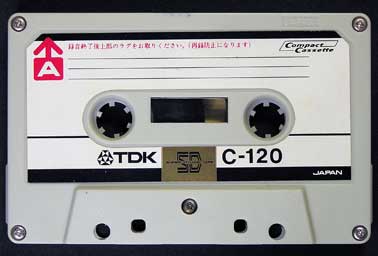 録音終了後上部のラグをお取りください。(再録防止になります)
Compact
Cassette
A
TDK SD C-120
JAPAN